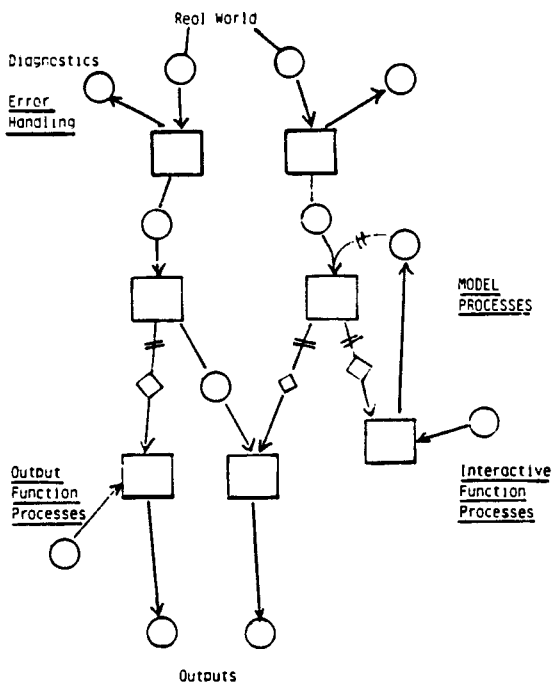 Real World
Diagnostics
Error
Handling
MODEL
PROCESSES
Output
Function
Processes
Interactive
Function
Processes
Outputs